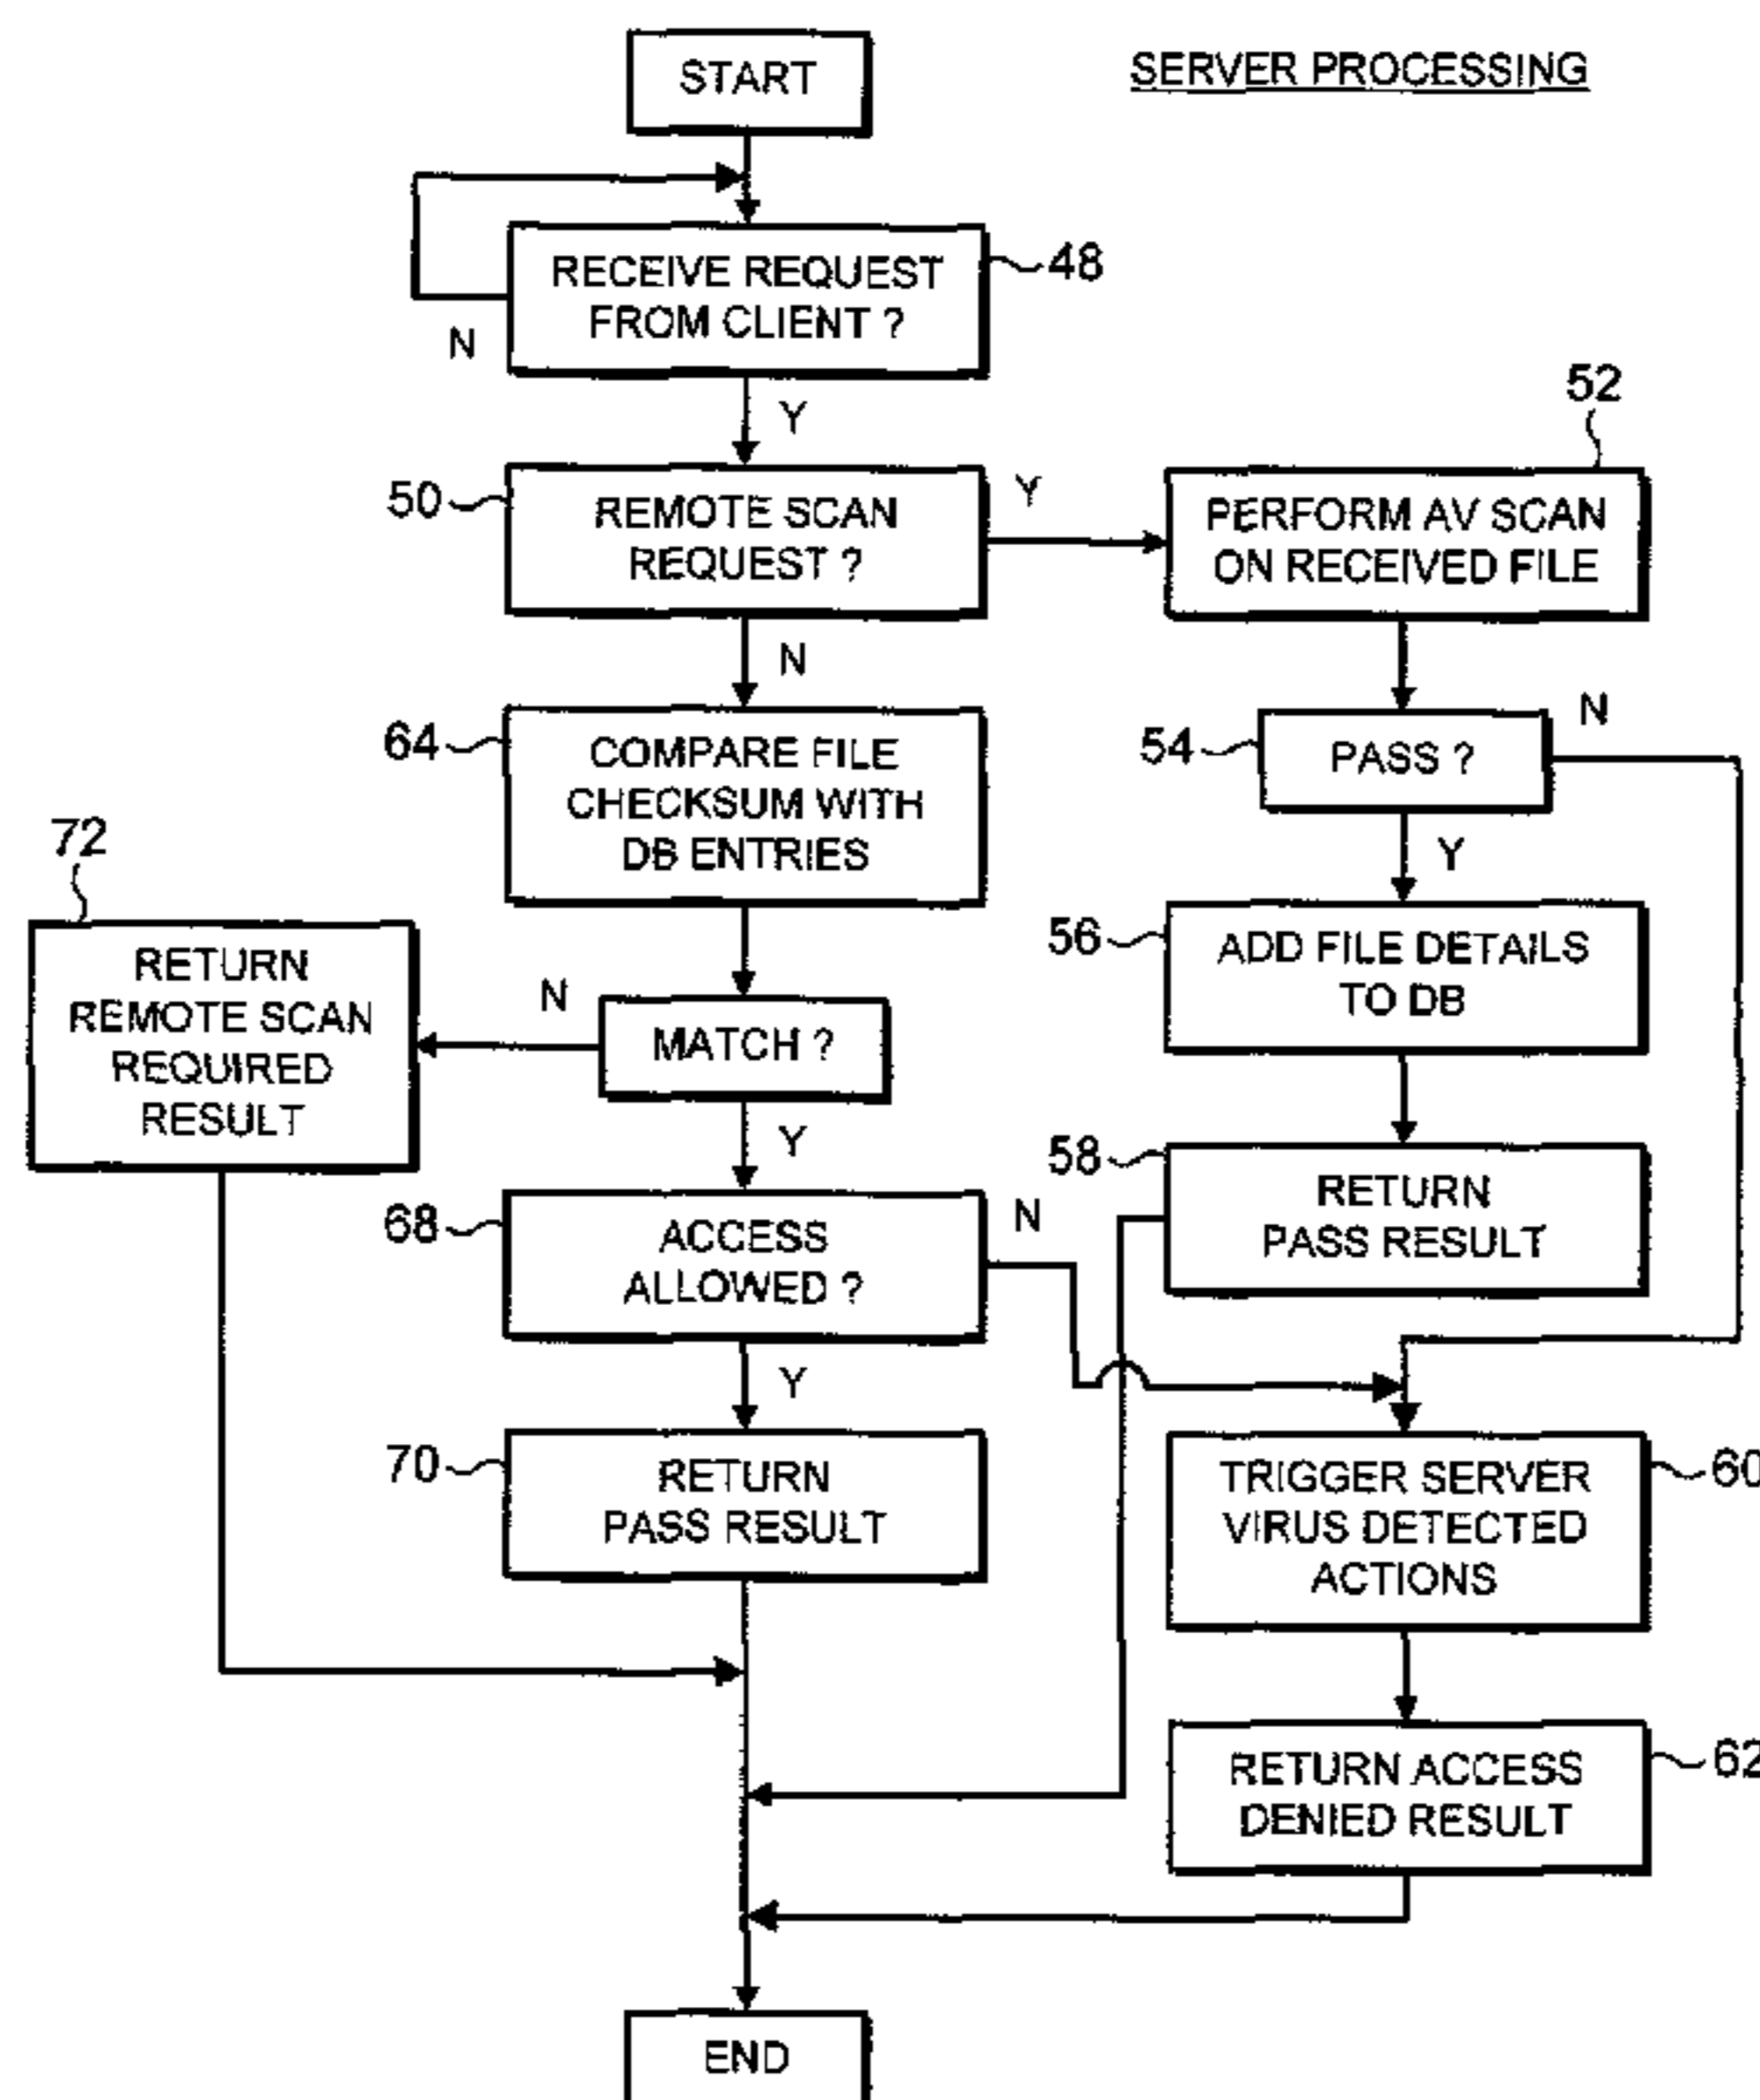 START
SERVER PROCESSING
RECEIVE REQUEST
FROM CLIENT ?
48
N
Y
52
50
REMOTE SCAN
REQUEST ?
Y
PERFORM AV SCAN
ON RECEIVED FILE
N
64
COMPARE FILE
CHECKSUM WITH
DB ENTRIES
54
PASS ?
N
Y
72
RETURN
REMOTE SCAN
REQUIRED
RESULT
N
MATCH ?
56
ADD FILE DETAILS
TO DB
Y
58
RETURN
PASS RESULT
68
ACCESS
ALLOWED ?
N
Y
70
RETURN
PASS RESULT
TRIGGER SERVER
VIRUS DETECTED
ACTIONS
60
RETURN ACCESS
DENIED RESULT
62
END